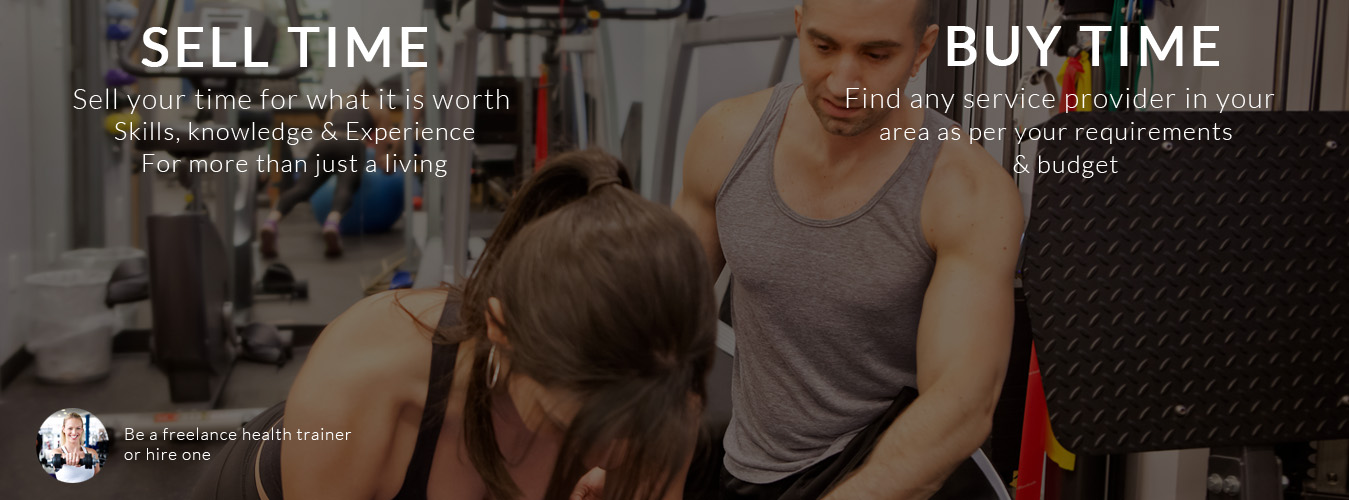 SELL TIME
Sell your time for what it is worth
Skills, knowledge & Experience
For more than just a living
BUY TIME
Find any service provider in your
area as per your requirements
& budget
Be a freelance health trainer
or hire one